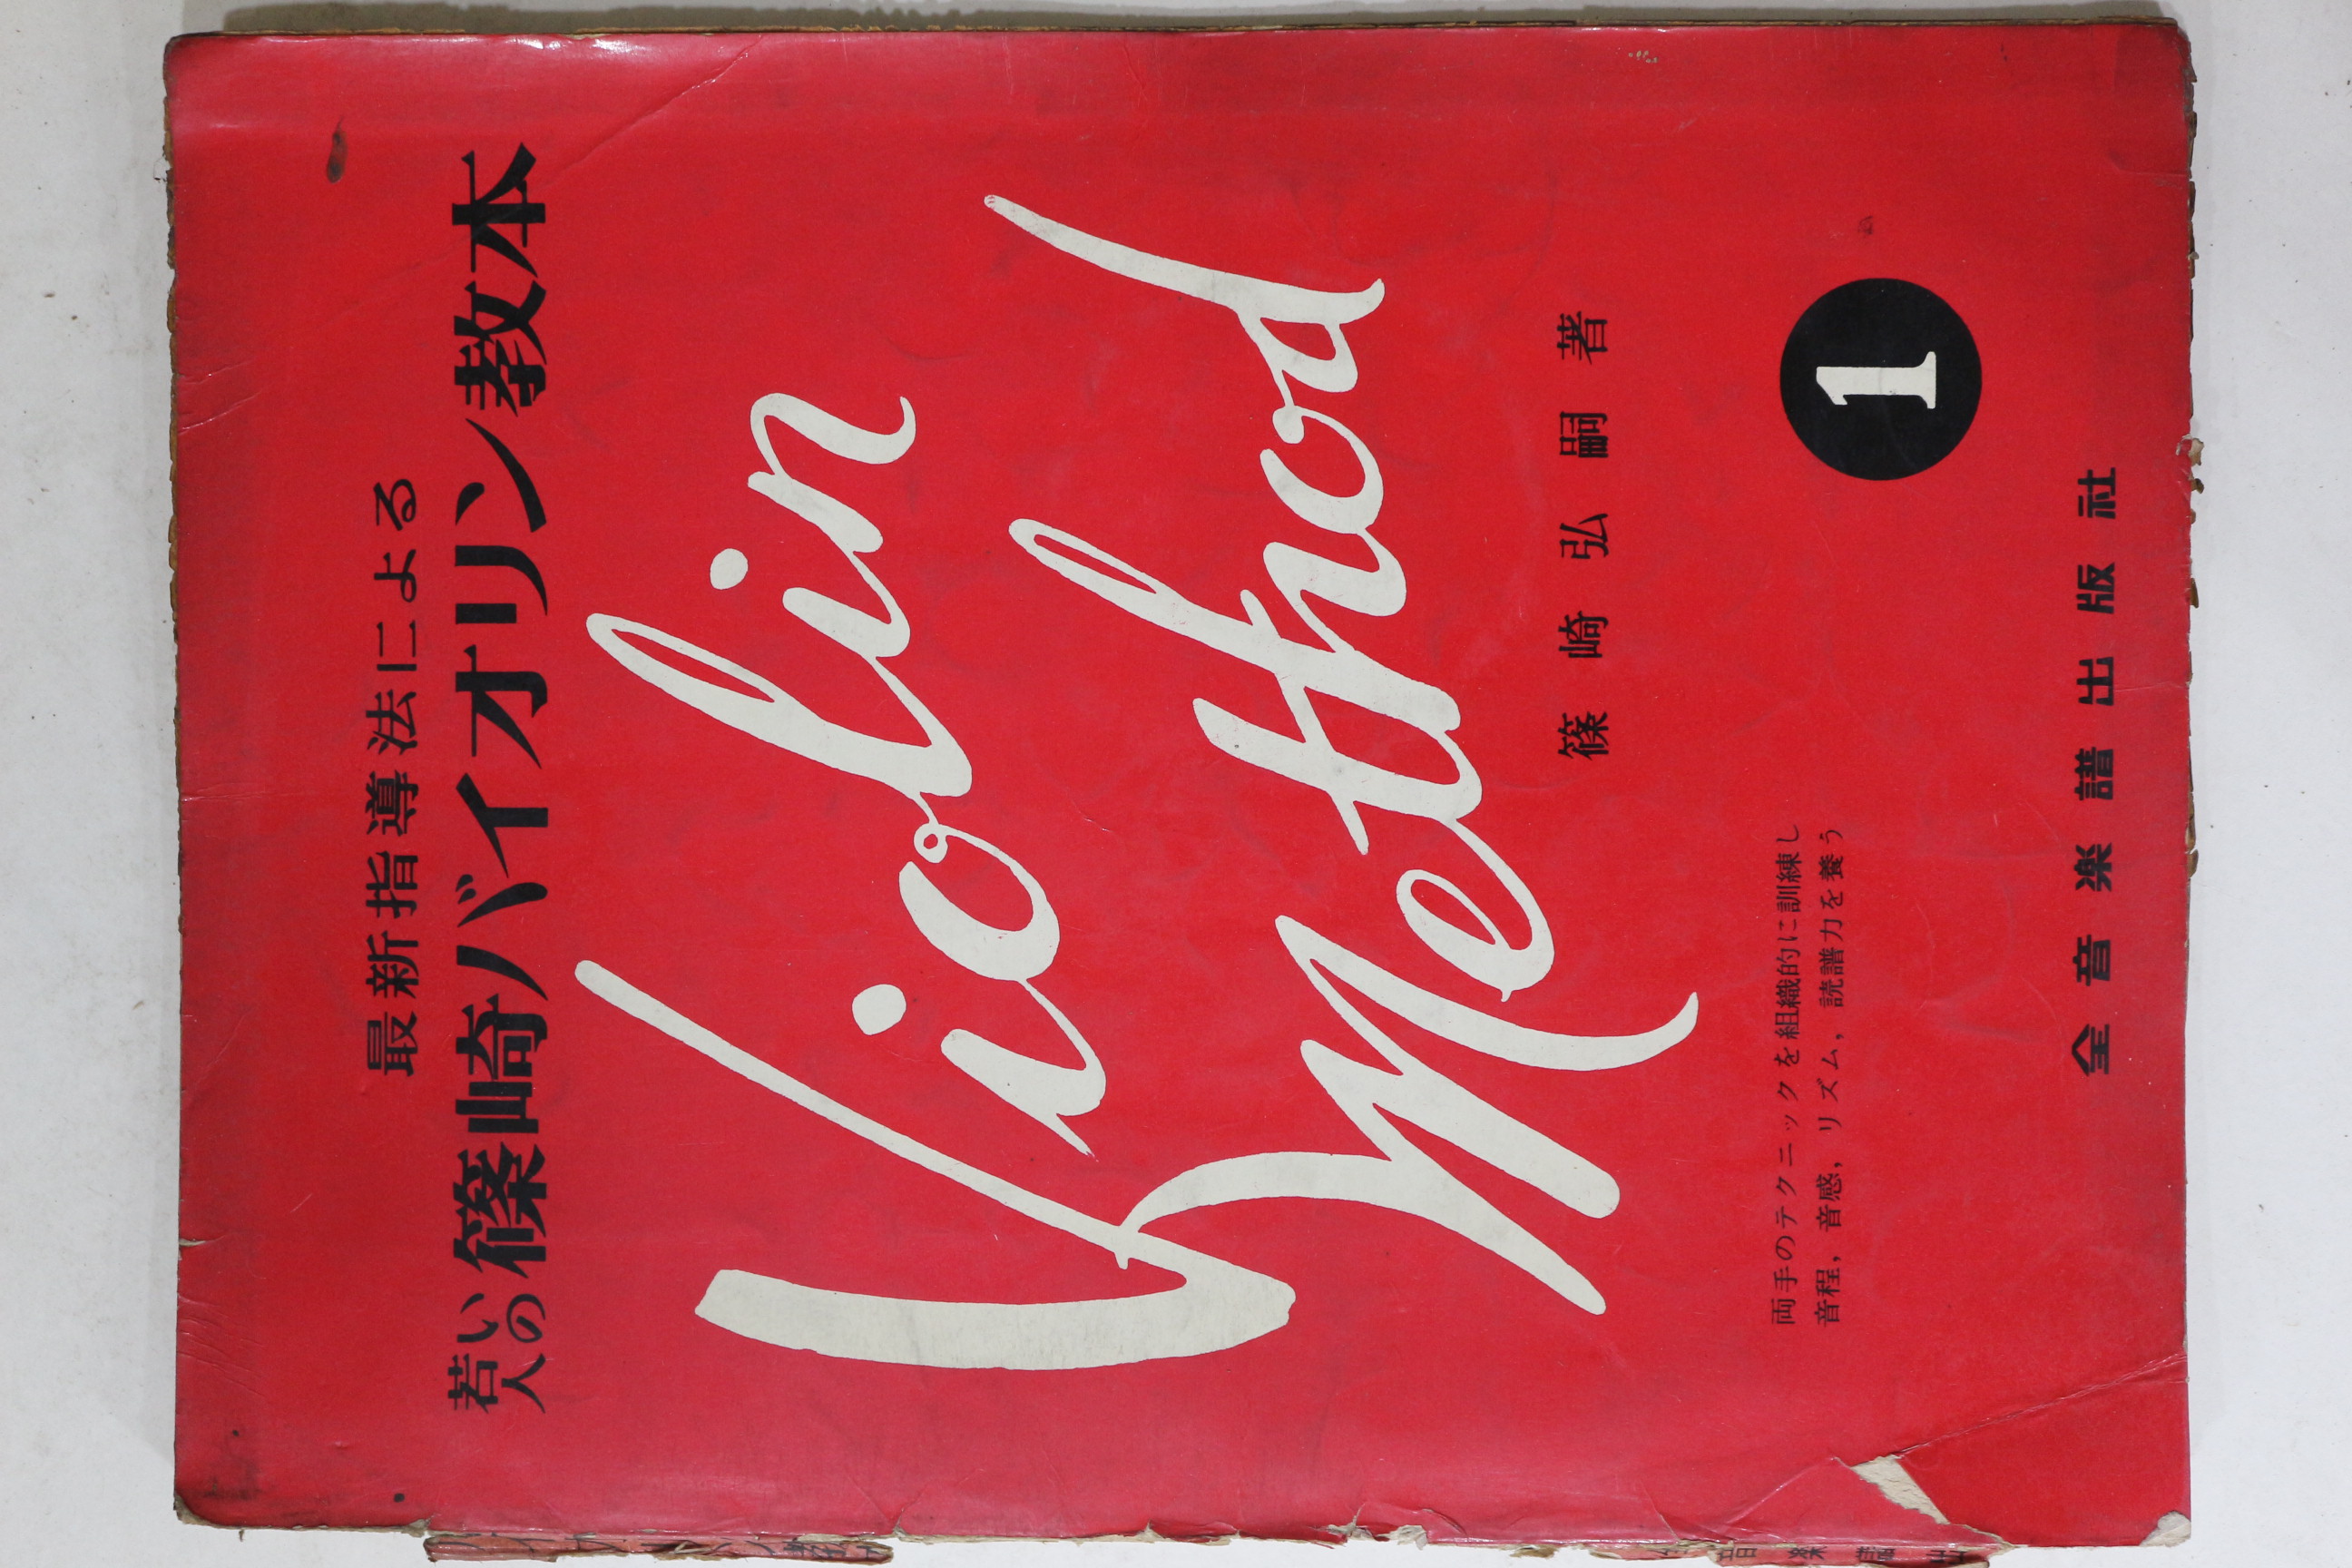 最新指導法による
若い人の篠崎バイオリン教本
Violin
Method
篠崎弘嗣 著
1
両手のテクニックを組織的に訓練し
音程，音感，リズム，読譜力を養う
全音楽譜出版社